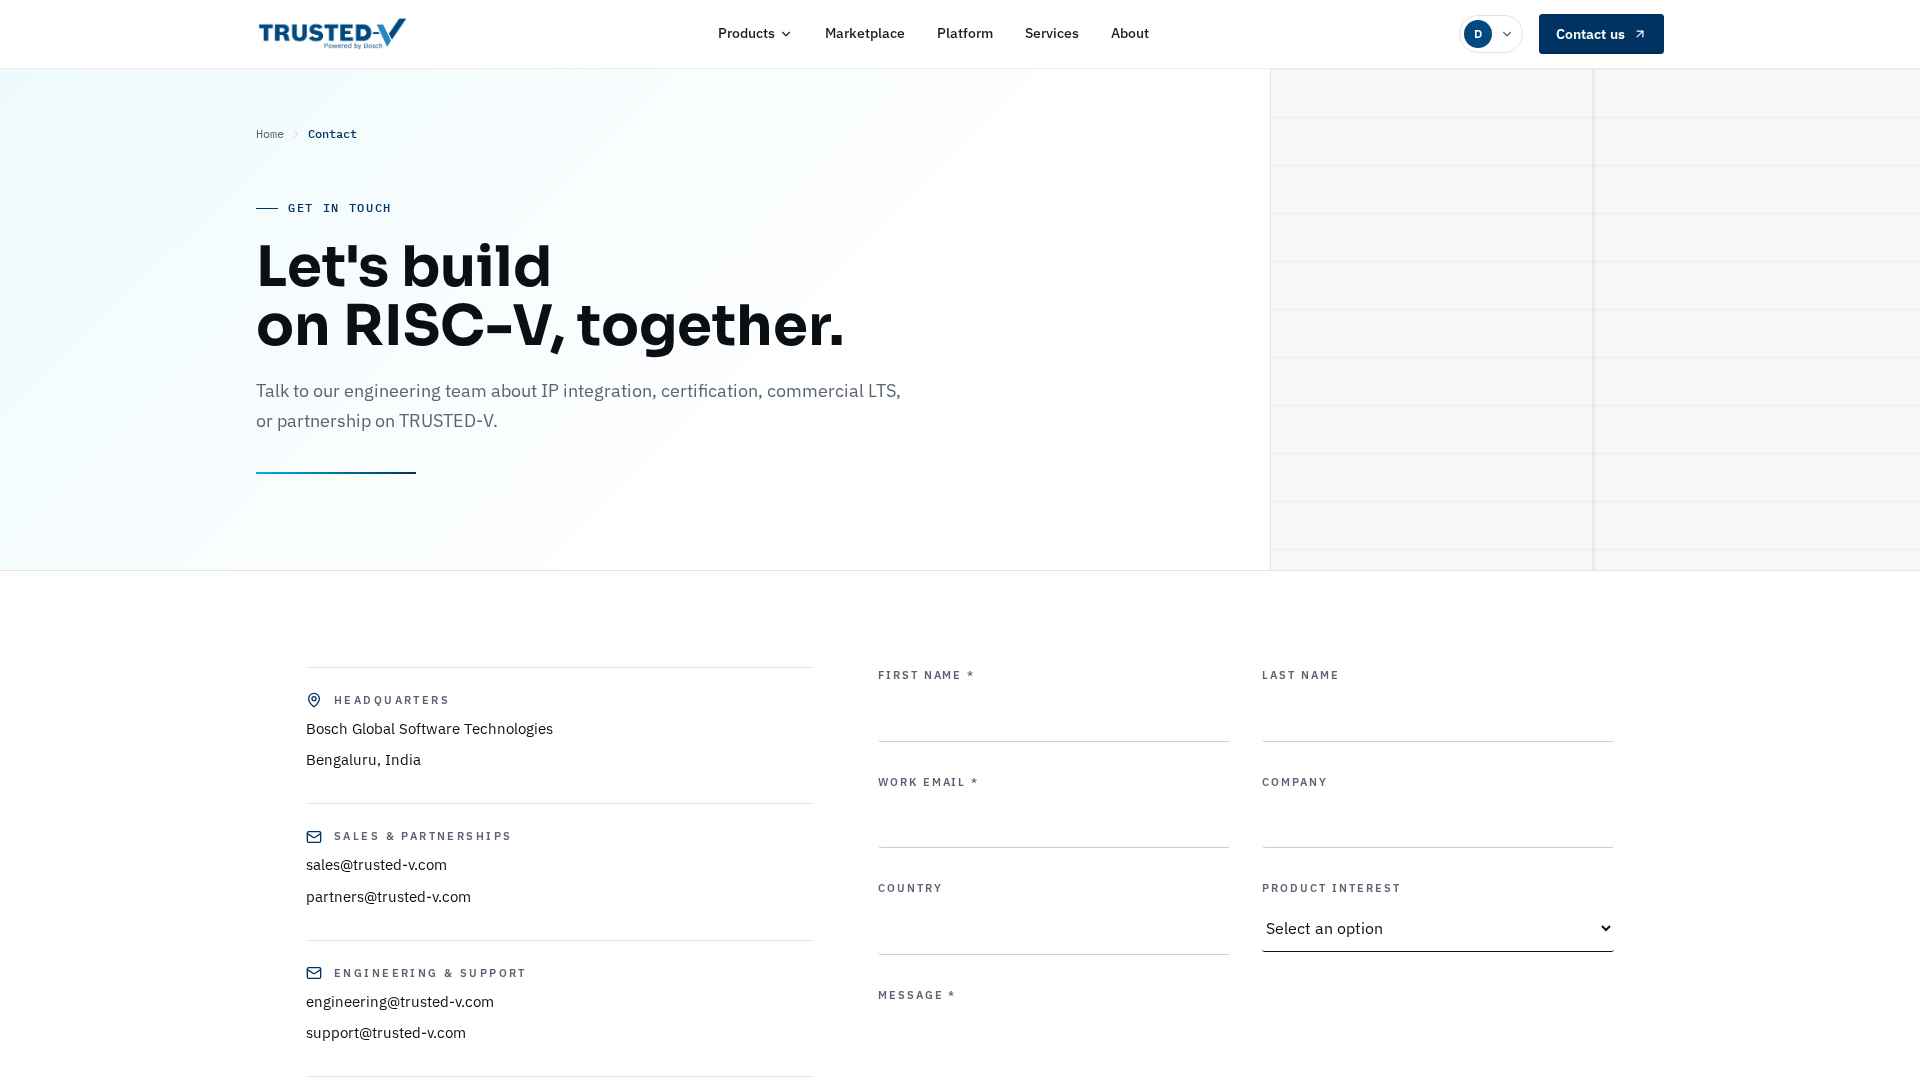 TRUSTED-V
Powered by Bosch
Products
Marketplace
Platform
Services
About
D
Contact us
Home
Contact
GET IN TOUCH
Let's build
on RISC-V, together.
Talk to our engineering team about IP integration, certification, commercial LTS,
or partnership on TRUSTED-V.
HEADQUARTERS
Bosch Global Software Technologies
Bengaluru, India
SALES & PARTNERSHIPS
sales@trusted-v.com
partners@trusted-v.com
ENGINEERING & SUPPORT
engineering@trusted-v.com
support@trusted-v.com
FIRST NAME *
LAST NAME
WORK EMAIL *
COMPANY
COUNTRY
PRODUCT INTEREST
Select an option
MESSAGE *